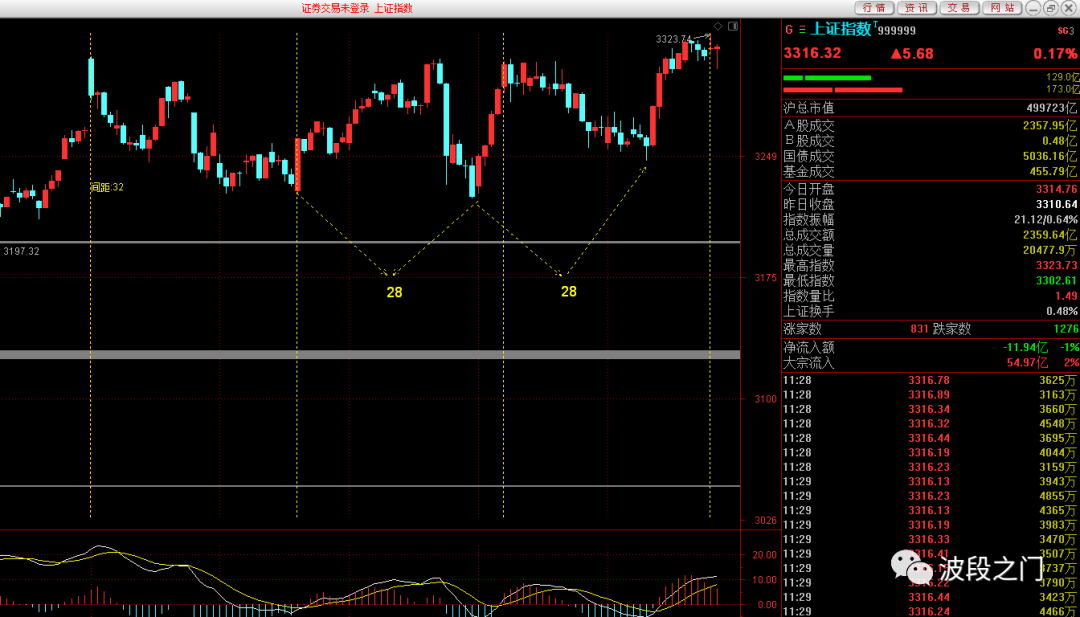 证券交易未登录 上证指数
行情 资讯 交易 网站
3323.74
G 上证指数 T 999999 SG3
3316.32 ▲5.68 0.17%
129.0亿
173.0亿
沪总市值 499723亿
A股成交 2357.95亿
B股成交 0.48亿
国债成交 5036.16亿
基金成交 455.79亿
今日开盘 3314.76
昨日收盘 3310.64
指数振幅 21.12/0.64%
总成交额 2359.64亿
总成交量 20477.9万
最高指数 3323.73
最低指数 3302.61
指数量比 1.49
上证换手 0.48%
涨家数 831 跌家数 1276
净流入额 -11.94亿 -1%
大宗流入 54.97亿 2%
11:28 3316.78 3625万
11:28 3316.89 3163万
11:28 3316.34 3660万
11:28 3316.32 4548万
11:28 3316.44 3695万
11:28 3316.19 4044万
11:28 3316.23 3159万
11:29 3316.13 3943万
11:29 3316.23 4855万
11:29 3316.13 4365万
11:29 3316.19 3983万
11:29 3316.33 3470万
11:29 3316.41 3507万
11:29
11:29
11:29 3316.44 3423万
11:29 3316.24 4466万
间距:32
3197.32
28
28
3249
3175
3100
3026
20.00
10.00
0.00
波段之门